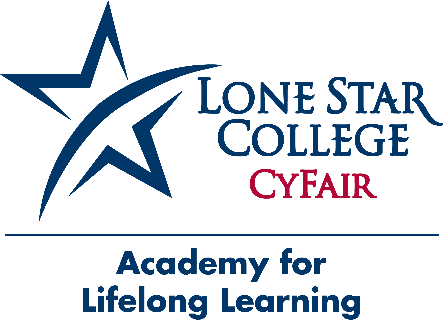 LONE STAR
COLLEGE
CYFAIR
Academy for
Lifelong Learning